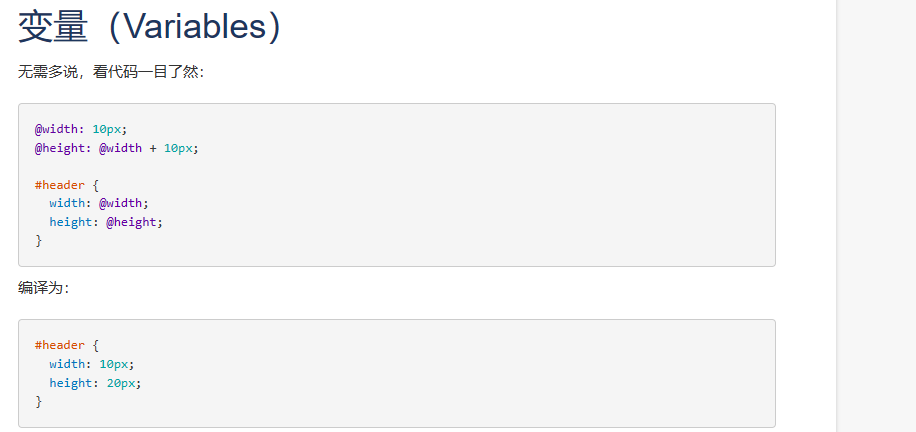 变量（Variables）
无需多说，看代码一目了然：
@width: 10px;
@height: @width + 10px;
#header {
  width: @width;
  height: @height;
}
编译为：
#header {
  width: 10px;
  height: 20px;
}